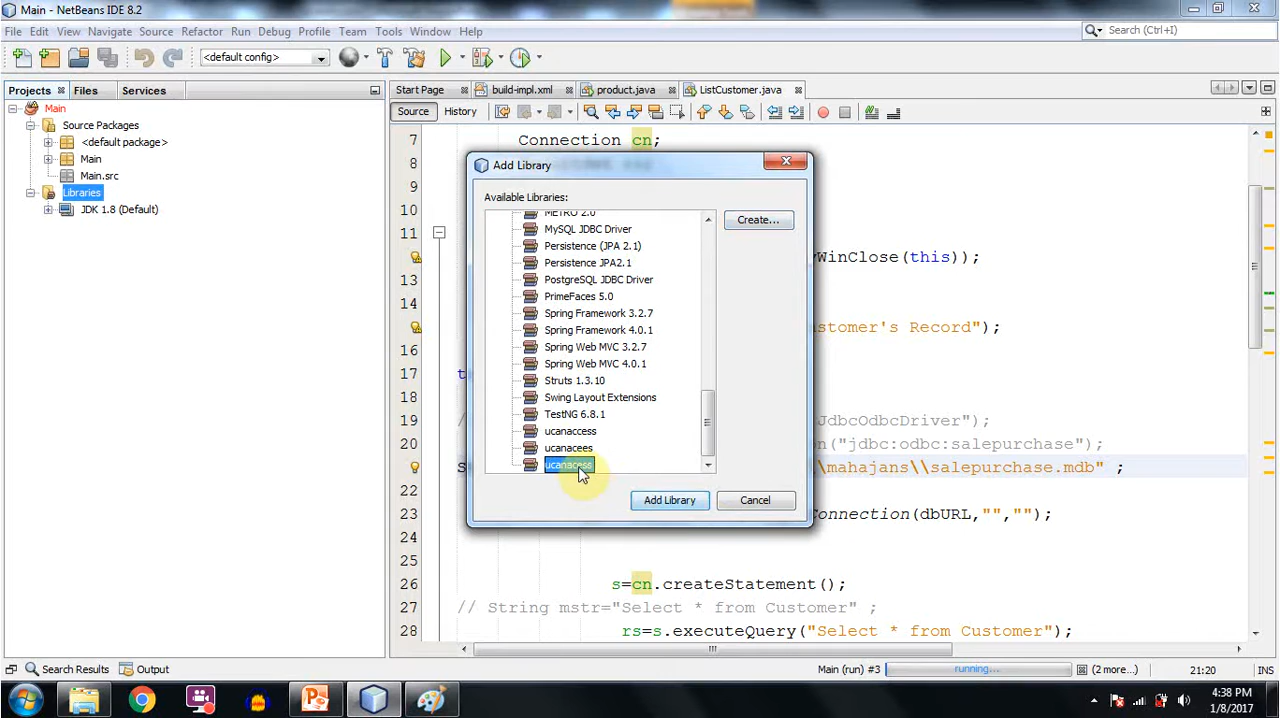 Main - NetBeans IDE 8.2
File Edit View Navigate Source Refactor Run Debug Profile Team Tools Window Help
Search (Ctrl+I)
<default config>
Projects Files Services
Start Page build-impl.xml product.java ListCustomer.java
Source History
Main
Source Packages
<default package>
Main
Main.src
Libraries
JDK 1.8 (Default)
7 Connection cn;
8
9
10
11
yWinClose(this));
13
14
stomer's Record");
16
17
18
19 JdbcOdbcDriver");
20 on("jdbc:odbc:salepurchase");
\\mahajans\\salepurchase.mdb" ;
22
23 Connection(dbURL,"","");
24
25
26 s=cn.createStatement();
27 // String mstr="Select * from Customer" ;
28 rs=s.executeQuery("Select * from Customer");
Add Library
Available Libraries:
METRO 2.0
MySQL JDBC Driver
Persistence (JPA 2.1)
Persistence JPA2.1
PostgreSQL JDBC Driver
PrimeFaces 5.0
Spring Framework 3.2.7
Spring Framework 4.0.1
Spring Web MVC 3.2.7
Spring Web MVC 4.0.1
Struts 1.3.10
Swing Layout Extensions
TestNG 6.8.1
ucanaccess
ucanacees
ucanacess
Create...
Add Library Cancel
Search Results Output
Main (run) #3 running... (2 more...) 21:20 INS
4:38 PM
1/8/2017